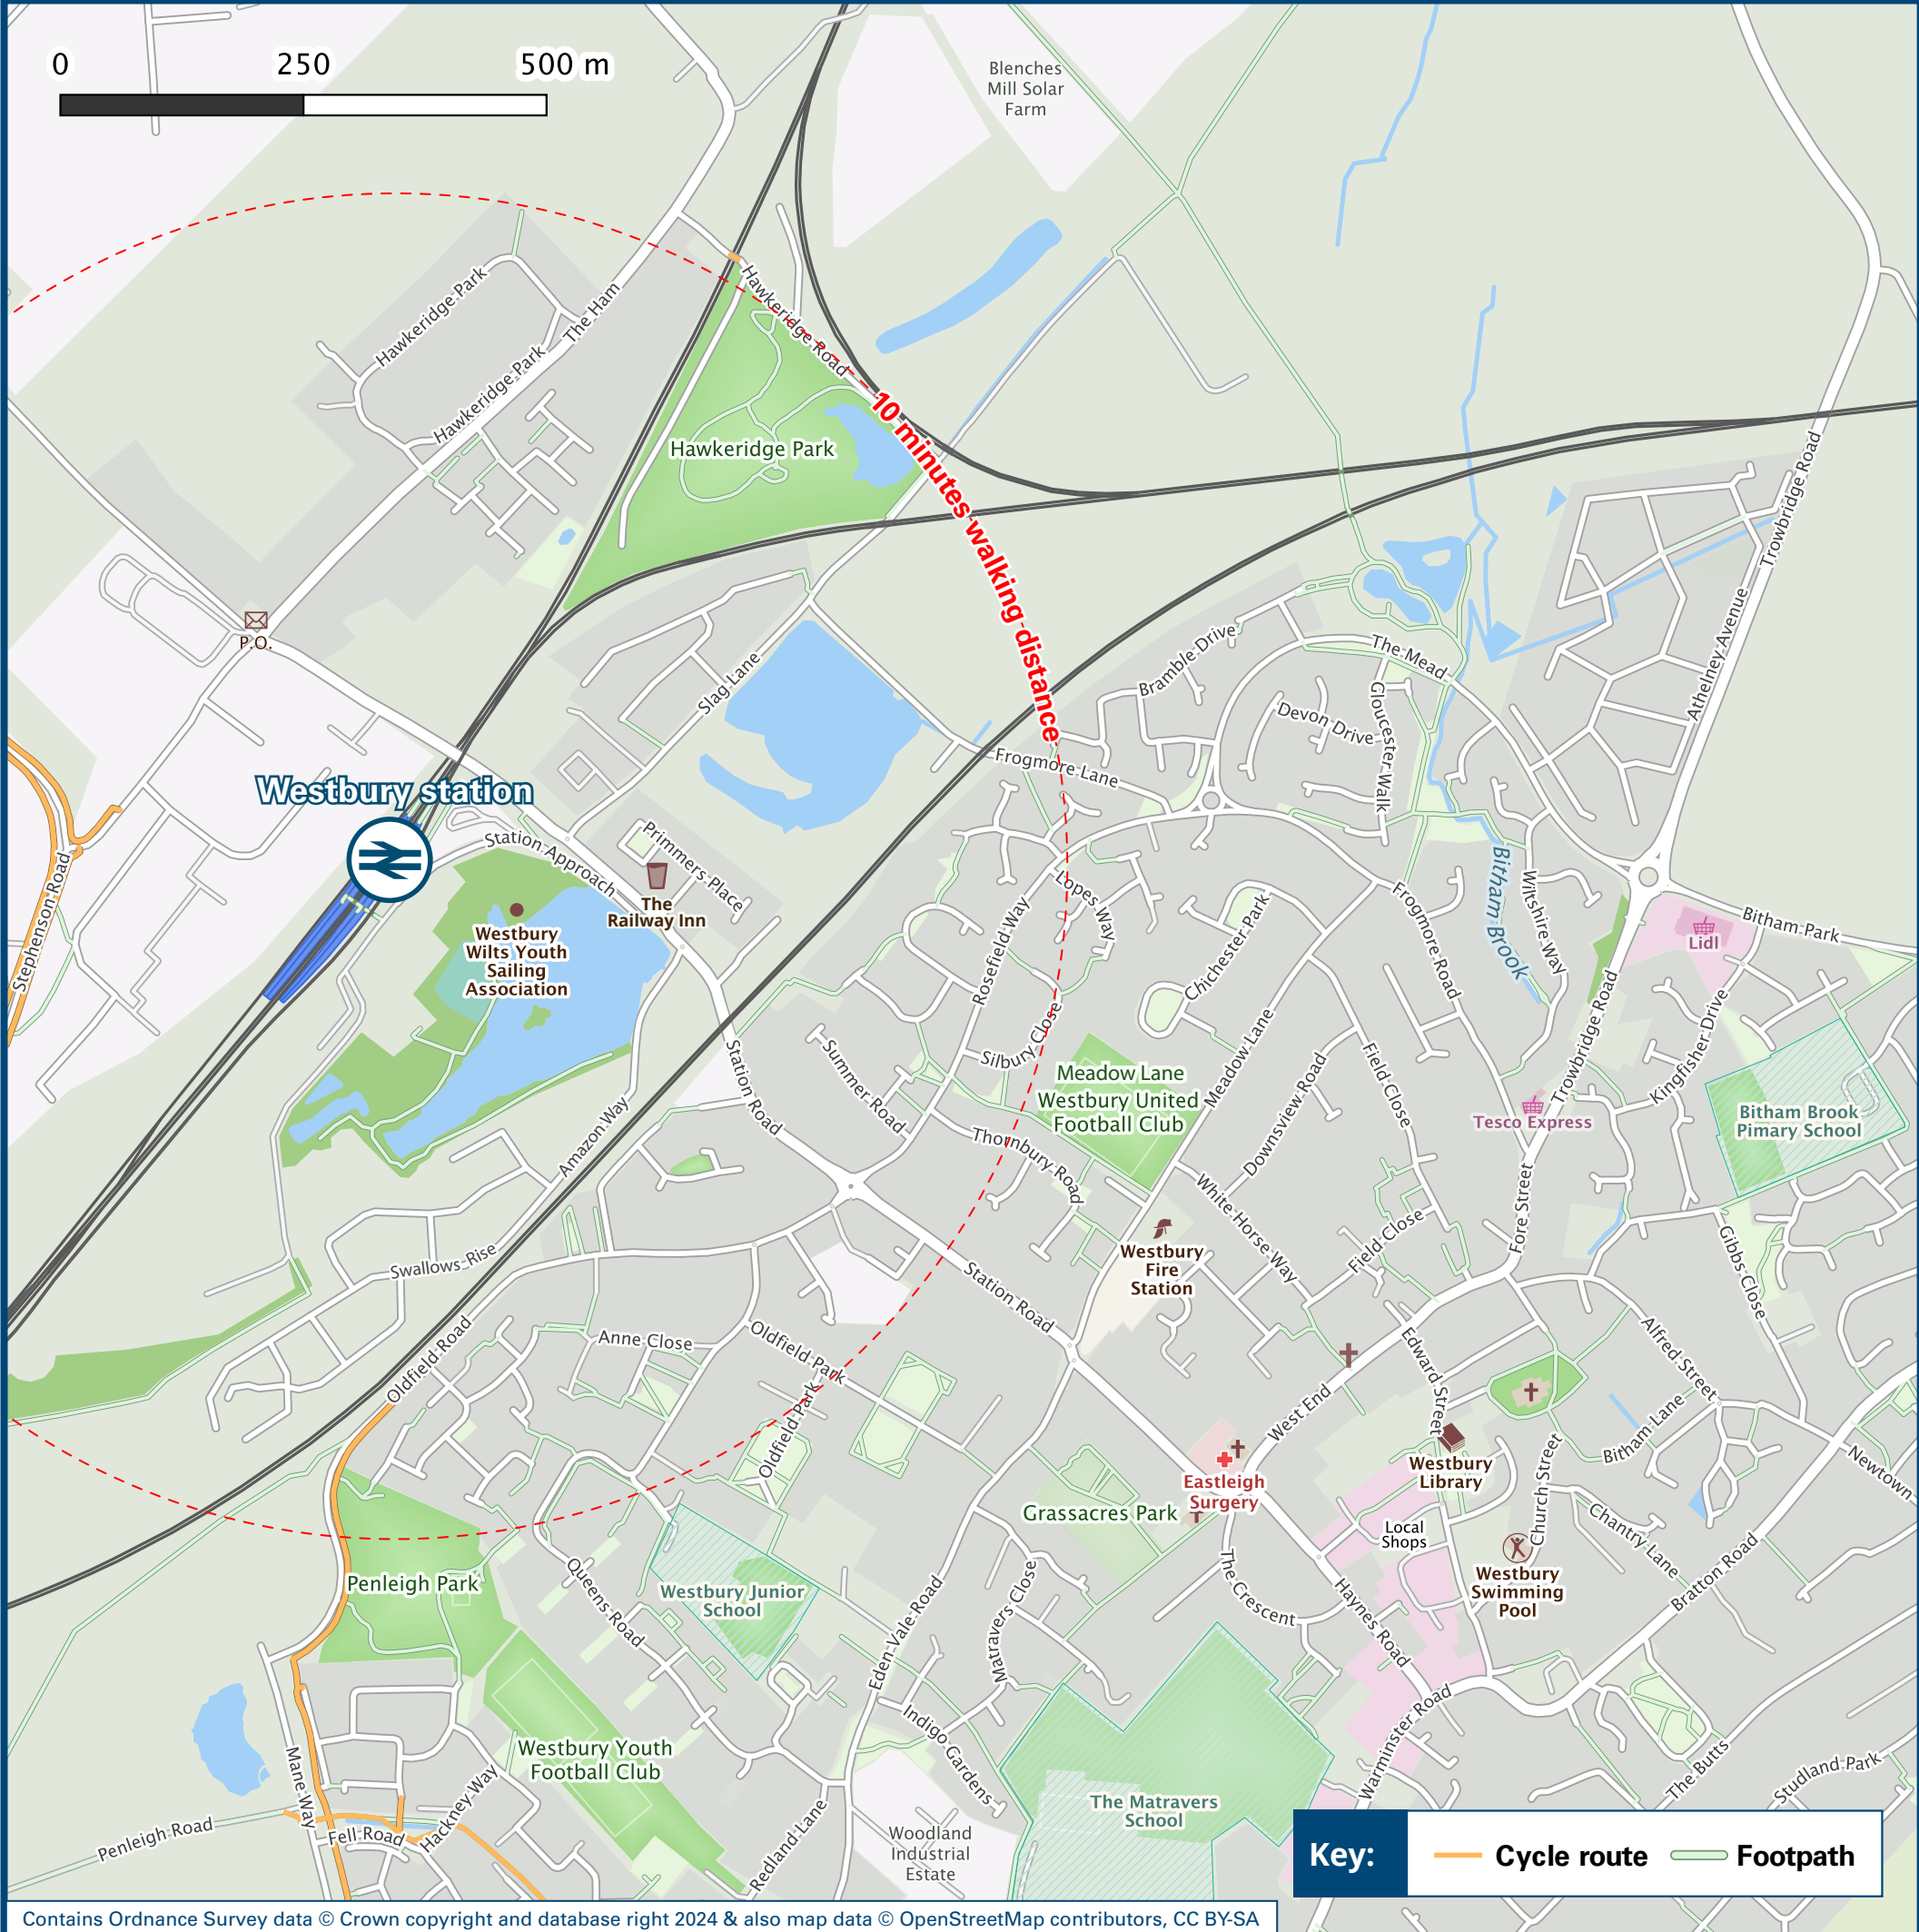 0 250 500 m
Blenches
Mill Solar
Farm
Hawkeridge Park
The Ham
Hawkeridge Park
Hawkeridge Road
Hawkeridge Park
10 minutes walking distance
Trowbridge Road
P.O.
Slag Lane
Bramble Drive
The Mead
Athelney Avenue
Devon Drive
Gloucester Walk
Frogmore Lane
Westbury station
Station Approach
Primmers Place
The
Railway Inn
Westbury
Wilts Youth
Sailing
Association
Stephenson Road
Lopes Way
Rosefield Way
Chichester Park
Frogmore Road
Bitham Brook
Wiltshire Way
Lidl
Bitham Park
Silbury Close
Meadow Lane
Summer Road
Station Road
Meadow Lane
Westbury United
Football Club
Downsview Road
Field Close
Trowbridge Road
Kingfisher Drive
Tesco Express
Bitham Brook
Pimary School
Amazon Way
Thornbury Road
White Horse Way
Fore Street
Field Close
Gibbs Close
Swallows Rise
Westbury
Fire
Station
Station Road
Oldfield Road
Anne Close
Oldfield Park
Oldfield Park
Edward Street
Alfred Street
West End
Bitham Lane
Newtown
Westbury
Library
Eastleigh
Surgery
Grassacres Park
Church Street
Local
Shops
Chantry Lane
Westbury
Swimming
Pool
Bratton Road
Penleigh Park
Queens Road
Westbury Junior
School
Eden Vale Road
Matravers Close
The Crescent
Haynes Road
Indigo Gardens
Warminster Road
Westbury Youth
Football Club
Mane Way
Hackney Way
Penleigh Road
Fell Road
Redland Lane
Woodland
Industrial
Estate
The Matravers
School
The Butts
Studland Park
Key: Cycle route Footpath
Contains Ordnance Survey data © Crown copyright and database right 2024 & also map data © OpenStreetMap contributors, CC BY-SA